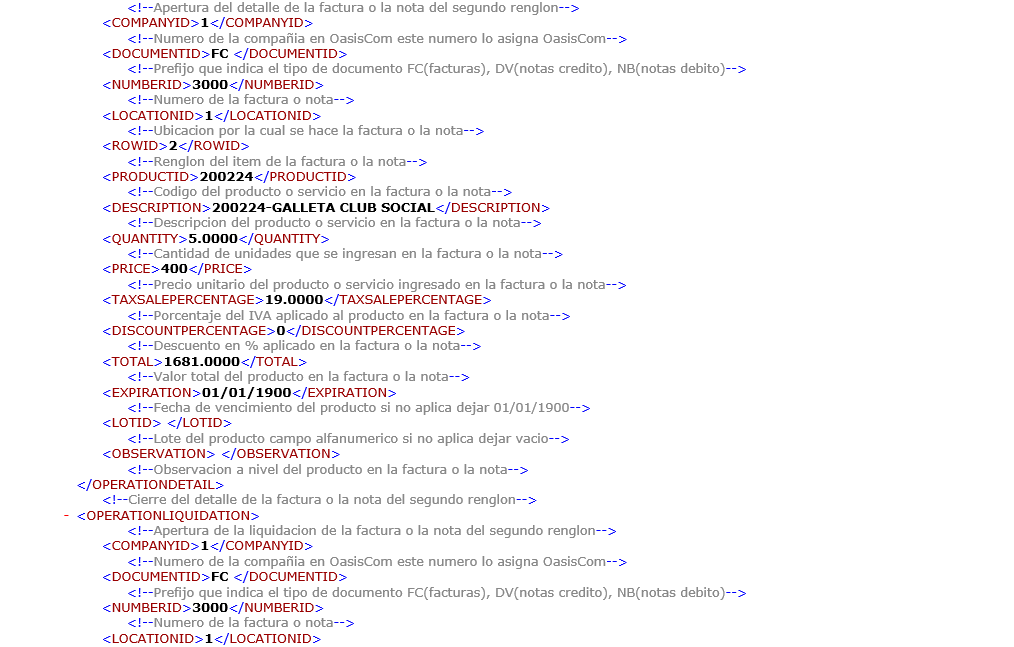 <!--Apertura del detalle de la factura o la nota del segundo renglon-->
<COMPANYID>1</COMPANYID>
<!--Numero de la compañia en OasisCom este numero lo asigna OasisCom-->
<DOCUMENTID>FC </DOCUMENTID>
<!--Prefijo que indica el tipo de documento FC(facturas), DV(notas credito), NB(notas debito)-->
<NUMBERID>3000</NUMBERID>
<!--Numero de la factura o nota-->
<LOCATIONID>1</LOCATIONID>
<!--Ubicacion por la cual se hace la factura o la nota-->
<ROWID>2</ROWID>
<!--Renglon del item de la factura o la nota-->
<PRODUCTID>200224</PRODUCTID>
<!--Codigo del producto o servicio en la factura o la nota-->
<DESCRIPTION>200224-GALLETA CLUB SOCIAL</DESCRIPTION>
<!--Descripcion del producto o servicio en la factura o la nota-->
<QUANTITY>5.0000</QUANTITY>
<!--Cantidad de unidades que se ingresan en la factura o la nota-->
<PRICE>400</PRICE>
<!--Precio unitario del producto o servicio ingresado en la factura o la nota-->
<TAXSALEPERCENTAGE>19.0000</TAXSALEPERCENTAGE>
<!--Porcentaje del IVA aplicado al producto en la factura o la nota-->
<DISCOUNTPERCENTAGE>0</DISCOUNTPERCENTAGE>
<!--Descuento en % aplicado en la factura o la nota-->
<TOTAL>1681.0000</TOTAL>
<!--Valor total del producto en la factura o la nota-->
<EXPIRATION>01/01/1900</EXPIRATION>
<!--Fecha de vencimiento del producto si no aplica dejar 01/01/1900-->
<LOTID> </LOTID>
<!--Lote del producto campo alfanumerico si no aplica dejar vacio-->
<OBSERVATION> </OBSERVATION>
<!--Observacion a nivel del producto en la factura o la nota-->
</OPERATIONDETAIL>
<!--Cierre del detalle de la factura o la nota del segundo renglon-->
- <OPERATIONLIQUIDATION>
<!--Apertura de la liquidacion de la factura o la nota del segundo renglon-->
<COMPANYID>1</COMPANYID>
<!--Numero de la compañia en OasisCom este numero lo asigna OasisCom-->
<DOCUMENTID>FC </DOCUMENTID>
<!--Prefijo que indica el tipo de documento FC(facturas), DV(notas credito), NB(notas debito)-->
<NUMBERID>3000</NUMBERID>
<!--Numero de la factura o nota-->
<LOCATIONID>1</LOCATIONID>